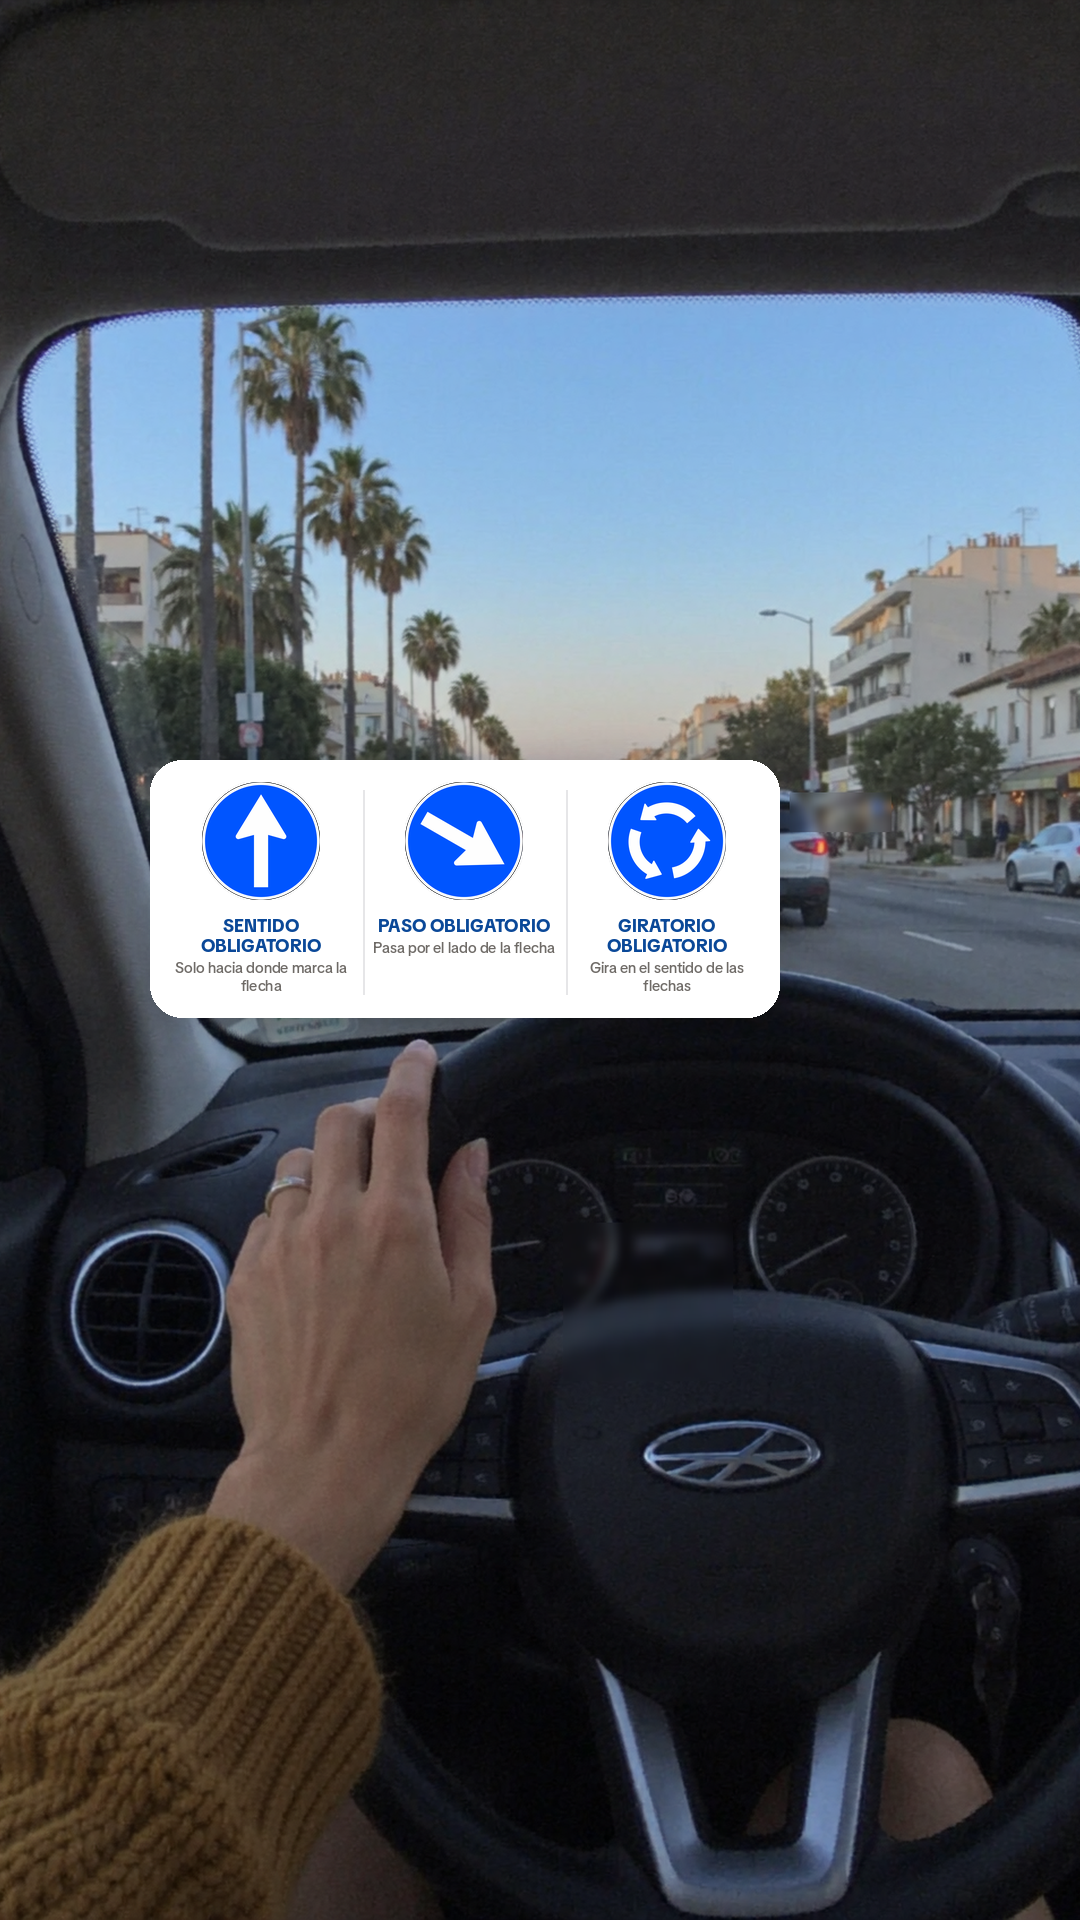 SENTIDO
OBLIGATORIO
Solo hacia donde marca la
flecha
PASO OBLIGATORIO
Pasa por el lado de la flecha
GIRATORIO
OBLIGATORIO
Gira en el sentido de las
flechas